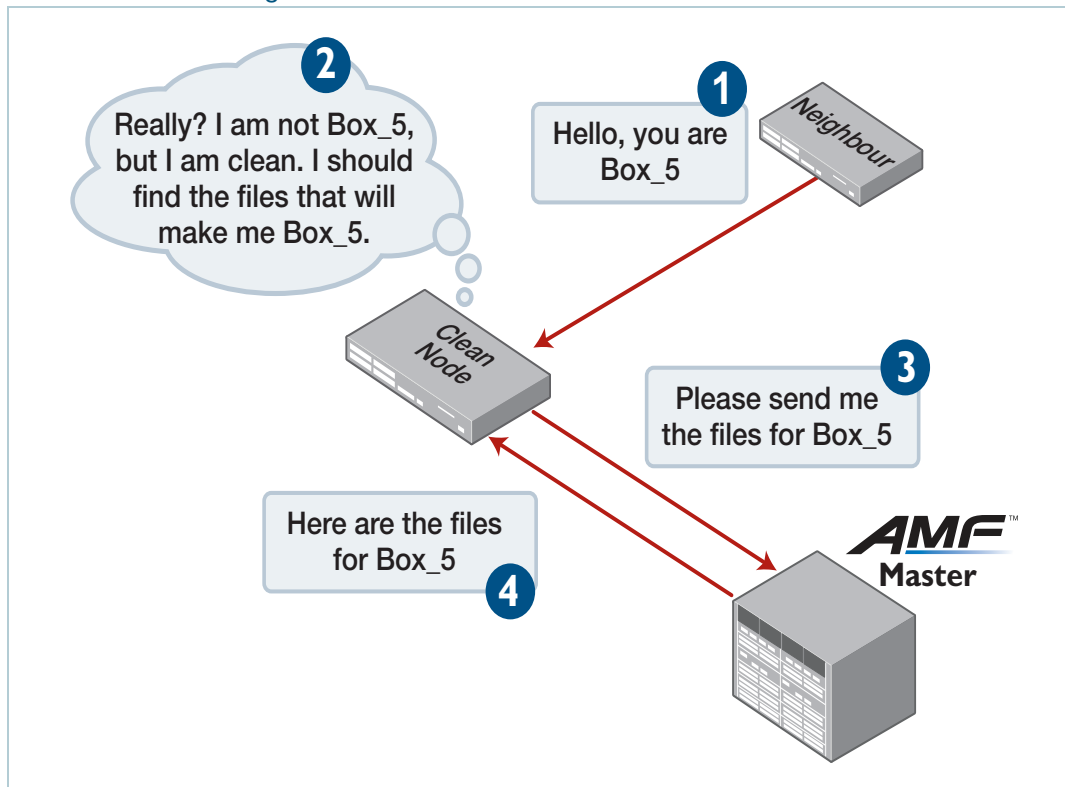 1
Hello, you are
Box_5
Neighbour
2
Really? I am not Box_5,
but I am clean. I should
find the files that will
make me Box_5.
Clean
Node
3
Please send me
the files for Box_5
Here are the files
for Box_5
4
AMF™
Master